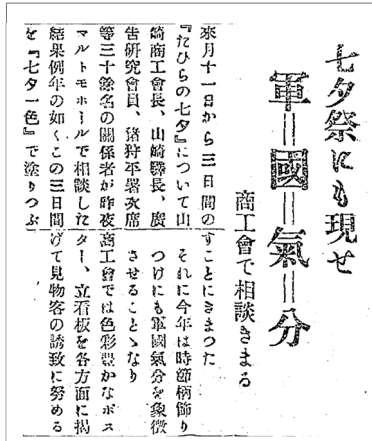 七夕祭にも現せ
軍＝國＝氣＝分
商工會で相談きまる
來月十一日から三日間の
『たひらの七夕』について山
崎商工會長、山崎驛長、廣
告研究會員、猪狩平署次席
等三十餘名の關係者が昨夜
マルトモホールで相談した
結果例年の如くこの三日間
を『七夕一色』で塗りつぶ
すことにきまつた
それに今年は時節柄飾り
つけにも軍國氣分を象徴
させることゝなり
商工會では色彩豊かなポス
ター、立看板を各方面に揭
げて見物客の誘致に努める